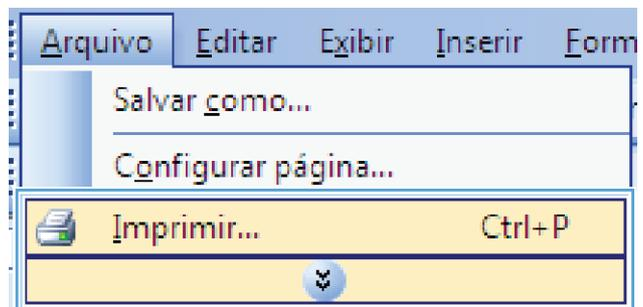 Arquivo Editar Exibir Inserir Form
Salvar como...
Configurar página...
Imprimir... Ctrl+P